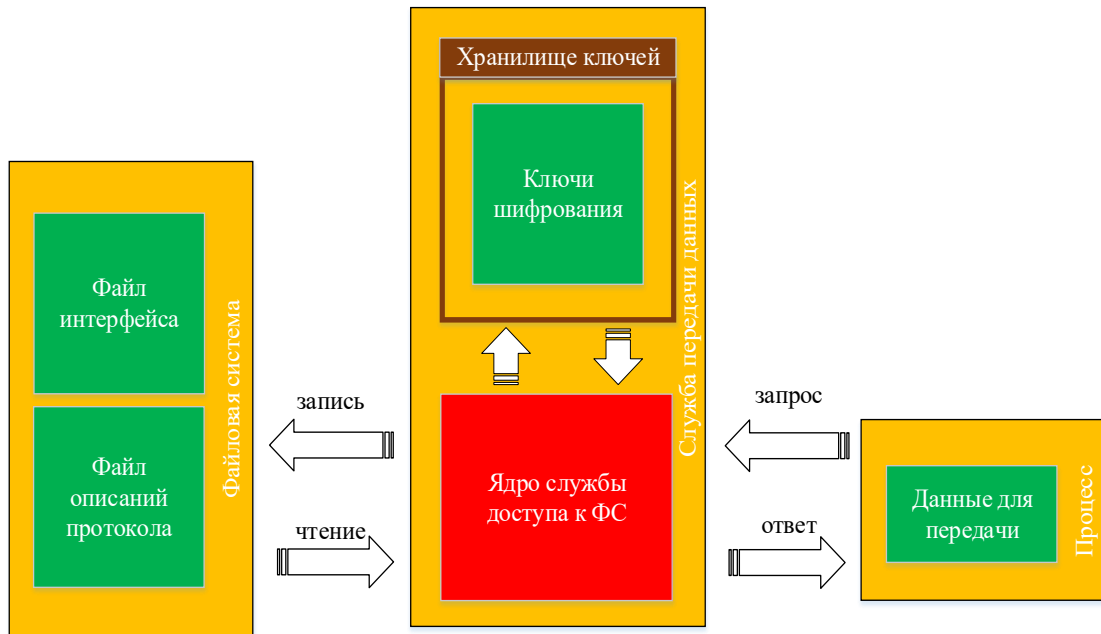 Файл
интерфейса
Файл
описаний
протокола
Файловая система
запись
чтение
Хранилище ключей
Ключи
шифрования
Служба передачи данных
Ядро службы
доступа к ФС
запрос
ответ
Данные для
передачи
Процесс